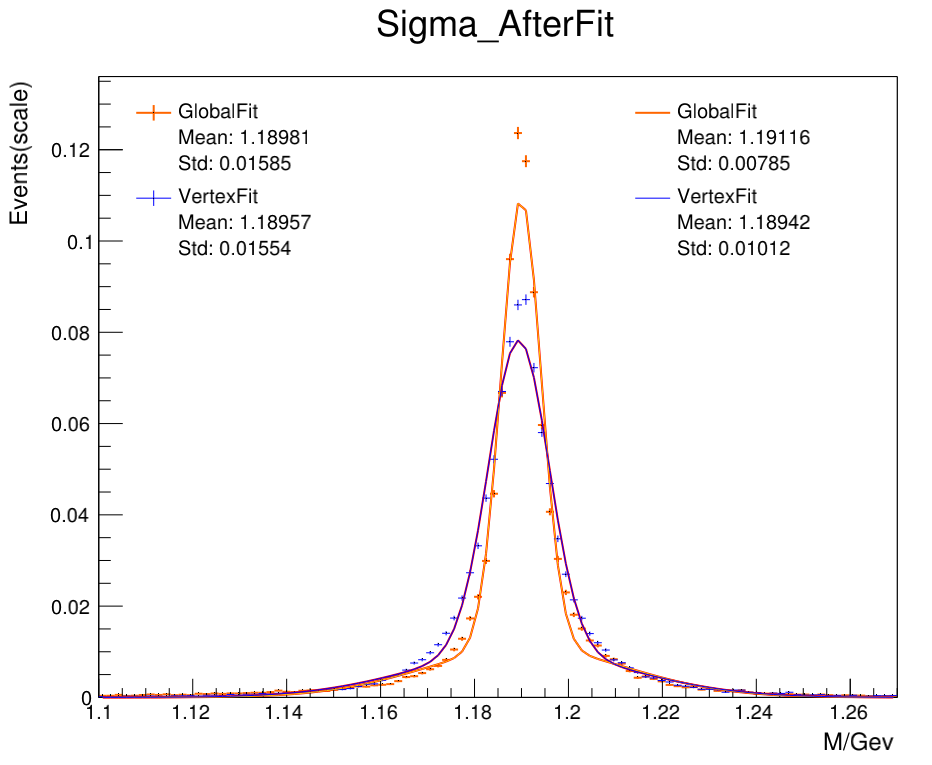 Sigma_AfterFit
Events(scale)
GlobalFit
Mean: 1.18981
Std: 0.01585
VertexFit
Mean: 1.18957
Std: 0.01554
GlobalFit
Mean: 1.19116
Std: 0.00785
VertexFit
Mean: 1.18942
Std: 0.01012
0.12
0.1
0.08
0.06
0.04
0.02
0
1.1 1.12 1.14 1.16 1.18 1.2 1.22 1.24 1.26
M/Gev